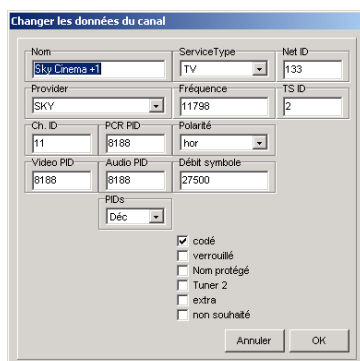 Changer les données du canal
Nom ServiceType Net ID
Sky Cinema +1 TV 133
Provider Fréquence TS ID
SKY 11798 2
Ch. ID PCR PID Polarité
11 8188 hor
Video PID Audio PID Débit symbole
8188 8188 27500
PIDs
Déc
codé
verrouillé
Nom protégé
Tuner 2
extra
non souhaité
Annuler OK